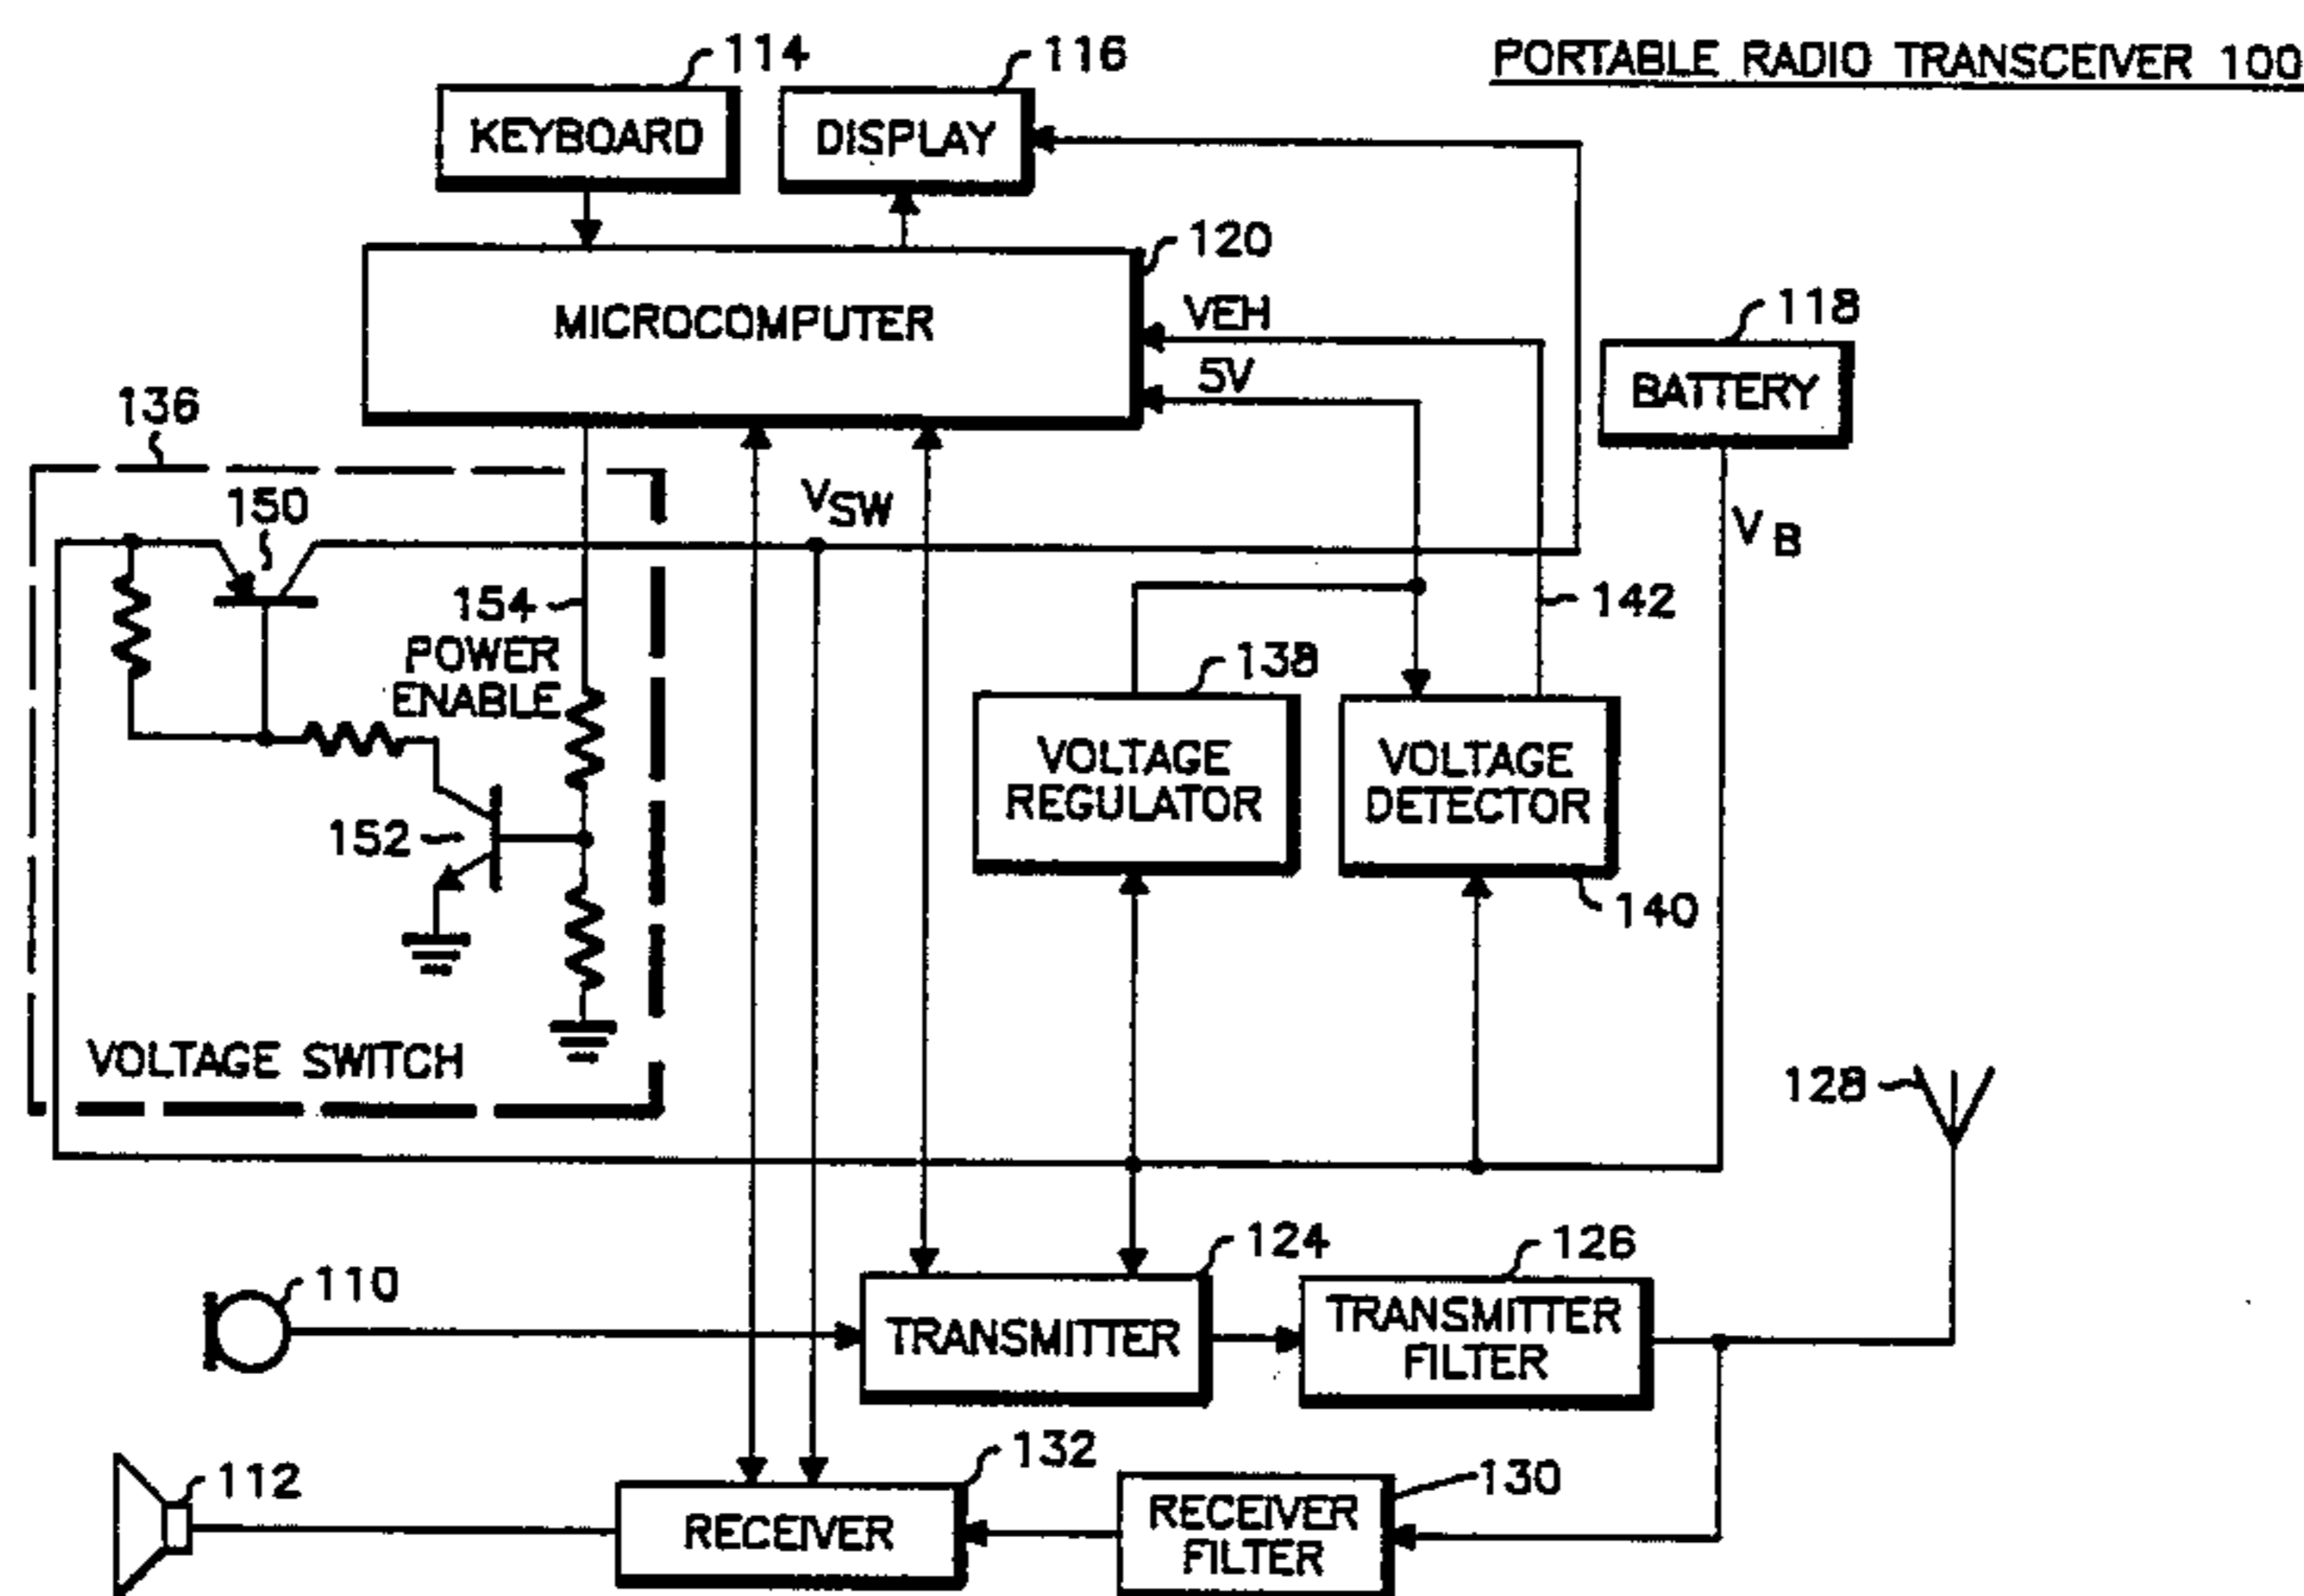 114
116
PORTABLE RADIO TRANSCEIVER 100
KEYBOARD
DISPLAY
120
MICROCOMPUTER
VEH
5V
118
BATTERY
136
150
VSW
VB
154
POWER
ENABLE
142
138
VOLTAGE
REGULATOR
VOLTAGE
DETECTOR
152
140
VOLTAGE SWITCH
128
124
126
110
TRANSMITTER
TRANSMITTER
FILTER
132
112
130
RECEIVER
RECEIVER
FILTER